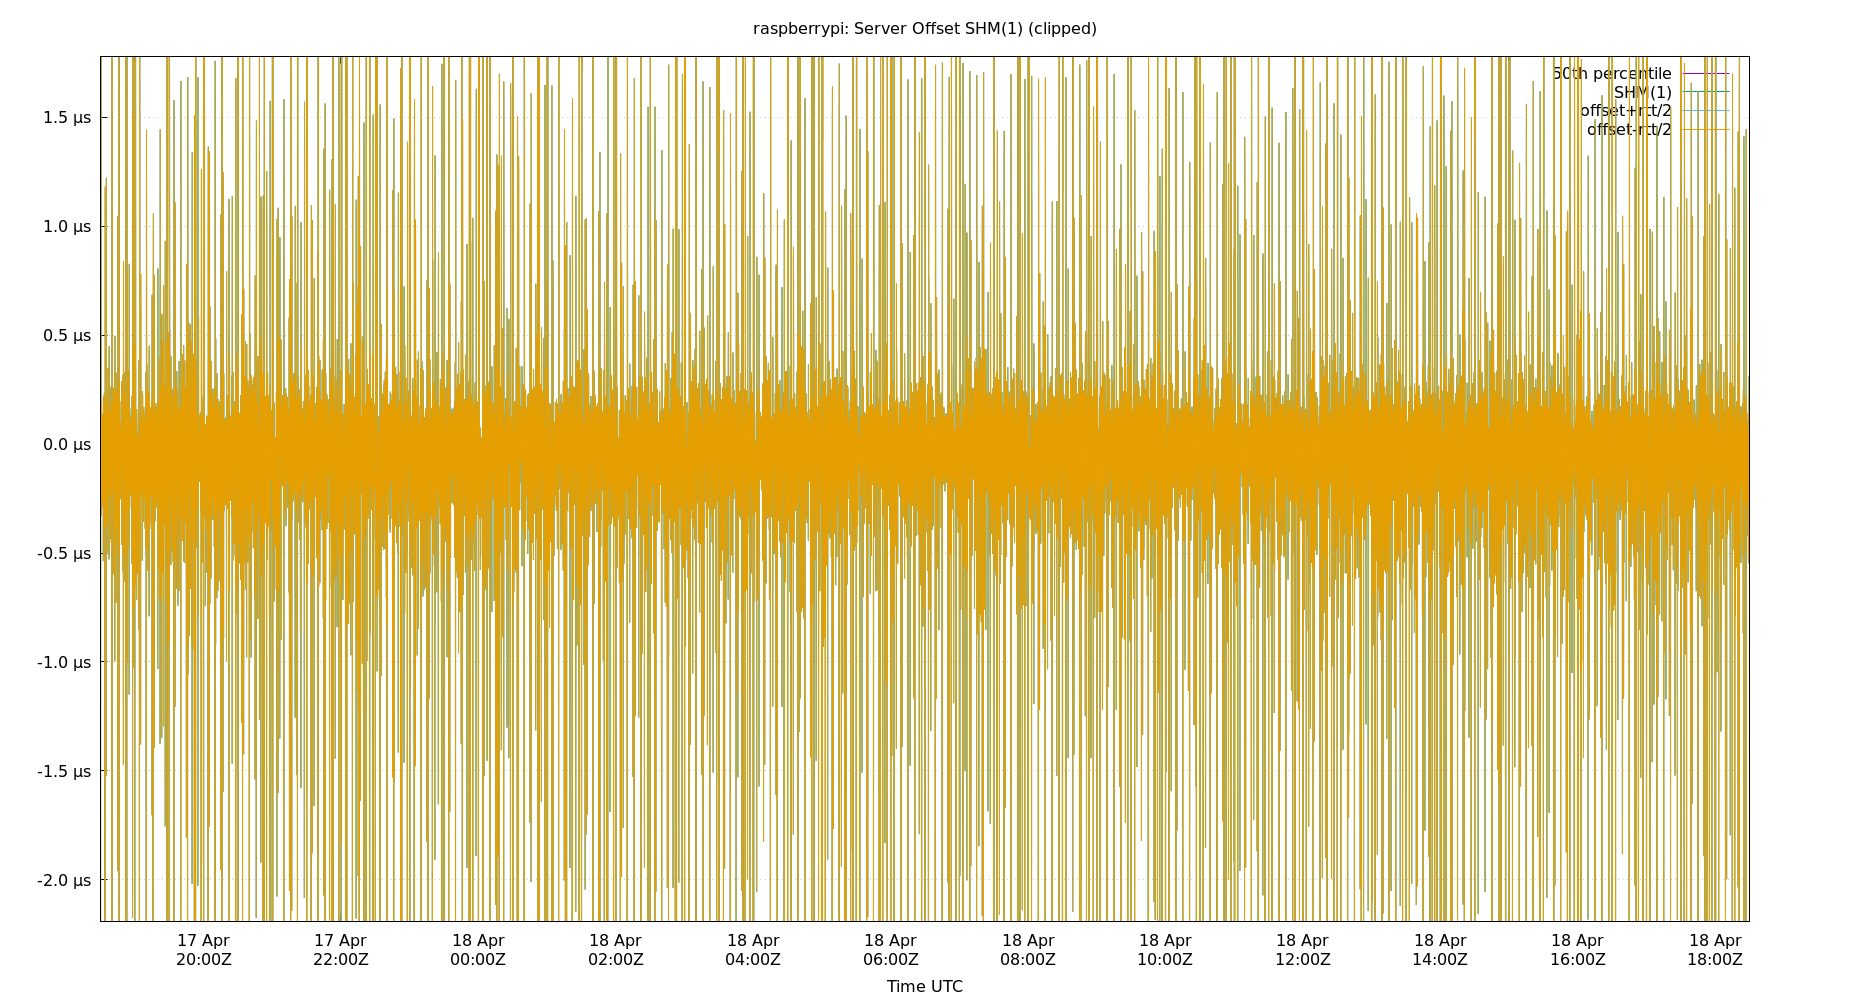 raspberrypi: Server Offset SHM(1) (clipped)
50th percentile
SHM(1)
offset+rtt/2
offset-rtt/2
1.5 µs
1.0 µs
0.5 µs
0.0 µs
-0.5 µs
-1.0 µs
-1.5 µs
-2.0 µs
17 Apr 17 Apr 18 Apr 18 Apr 18 Apr 18 Apr 18 Apr 18 Apr 18 Apr 18 Apr 18 Apr 18 Apr
20:00Z 22:00Z 00:00Z 02:00Z 04:00Z 06:00Z 08:00Z 10:00Z 12:00Z 14:00Z 16:00Z 18:00Z
Time UTC